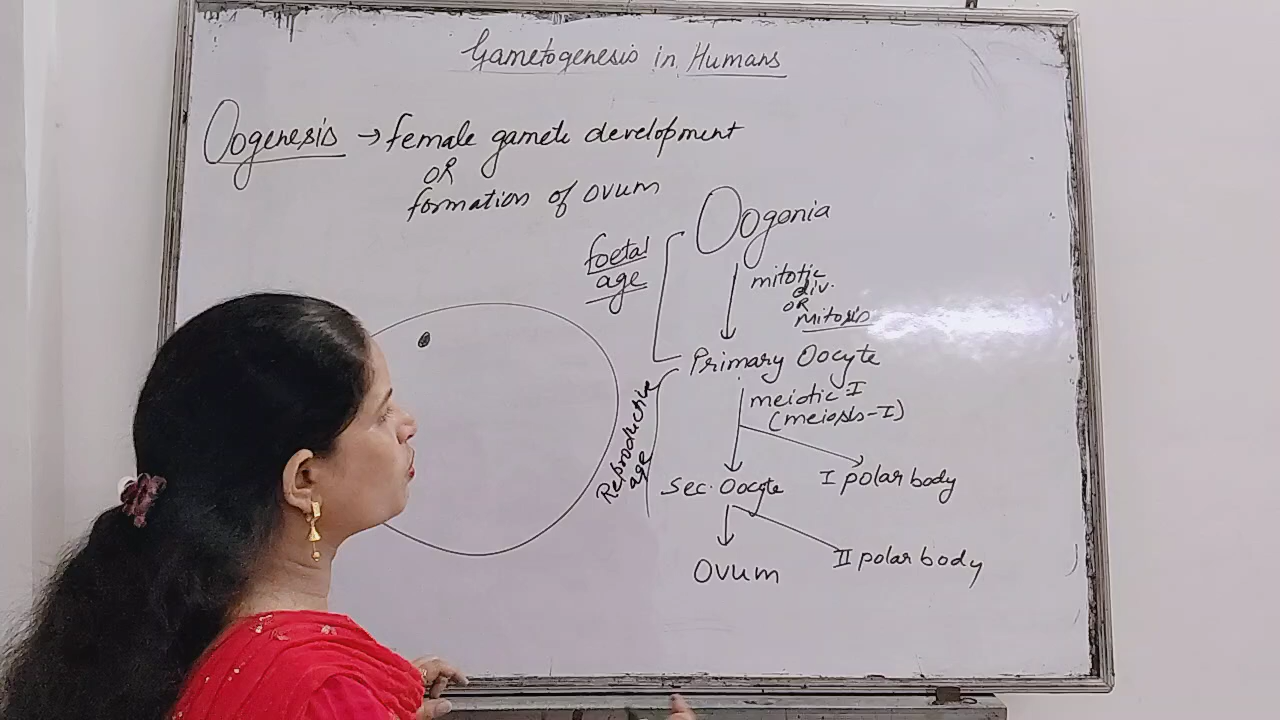 Gametogenesis in Humans
Oogenesis → female gamete development
OR
formation of ovum
Oogonia
foetal
age
mitotic
div.
OR
mitosis
Primary Oocyte
meiotic I
(meiosis-I)
Reproductive
age
I polar body
Sec. Oocyte
II polar body
Ovum